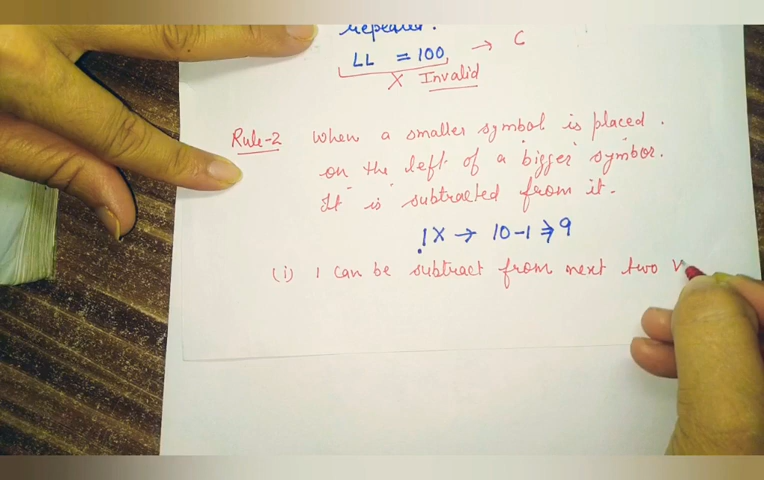 repeated.
LL = 100 → C
X Invalid
Rule-2 When a smaller symbol is placed.
on the left of a bigger symbol.
It is subtracted from it.
IX → 10-1 ⇒ 9
(i) I can be subtract from next two V